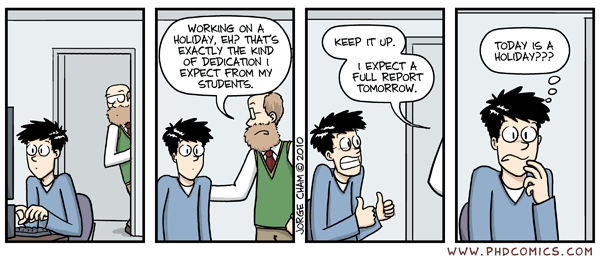 WORKING ON A
HOLIDAY, EH? THAT'S
EXACTLY THE KIND
OF DEDICATION I
EXPECT FROM MY
STUDENTS.
JORGE CHAM © 2010
KEEP IT UP.
I EXPECT A
FULL REPORT
TOMORROW.
TODAY IS A
HOLIDAY???
WWW.PHDCOMICS.COM